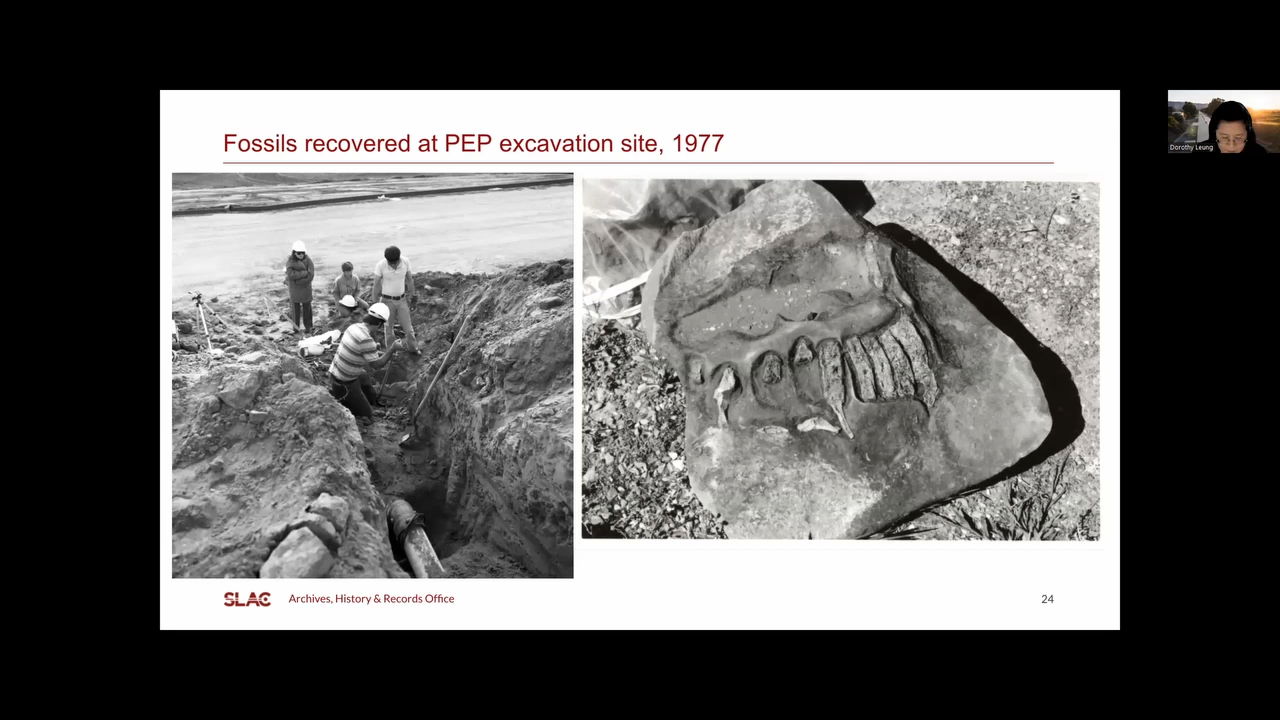 Fossils recovered at PEP excavation site, 1977
SLAC
Archives, History & Records Office
24
Dorothy Leung